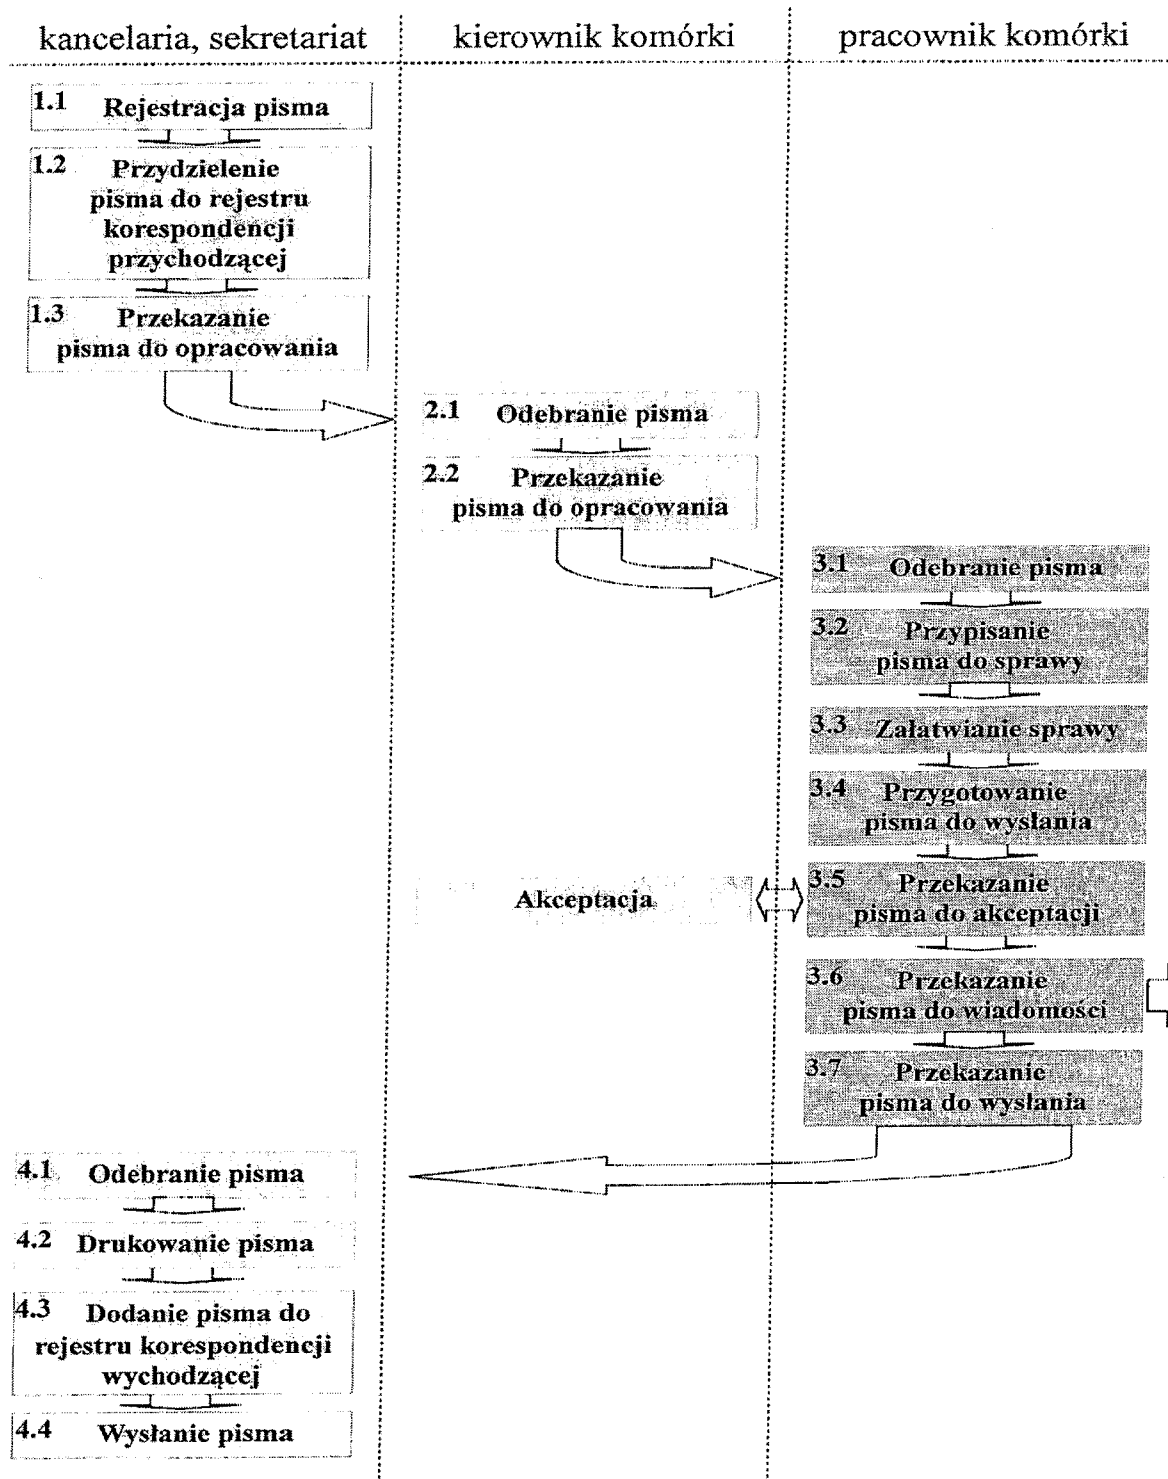 kancelaria, sekretariat
kierownik komórki
pracownik komórki
1.1 Rejestracja pisma
1.2 Przydzielenie
pisma do rejestru
korespondencji
przychodzącej
1.3 Przekazanie
pisma do opracowania
2.1 Odebranie pisma
2.2 Przekazanie
pisma do opracowania
3.1 Odebranie pisma
3.2 Przypisanie
pisma do sprawy
3.3 Załatwianie sprawy
3.4 Przygotowanie
pisma do wysłania
Akceptacja
3.5 Przekazanie
pisma do akceptacji
3.6 Przekazanie
pisma do wiadomości
3.7 Przekazanie
pisma do wysłania
4.1 Odebranie pisma
4.2 Drukowanie pisma
4.3 Dodanie pisma do
rejestru korespondencji
wychodzącej
4.4 Wysłanie pisma